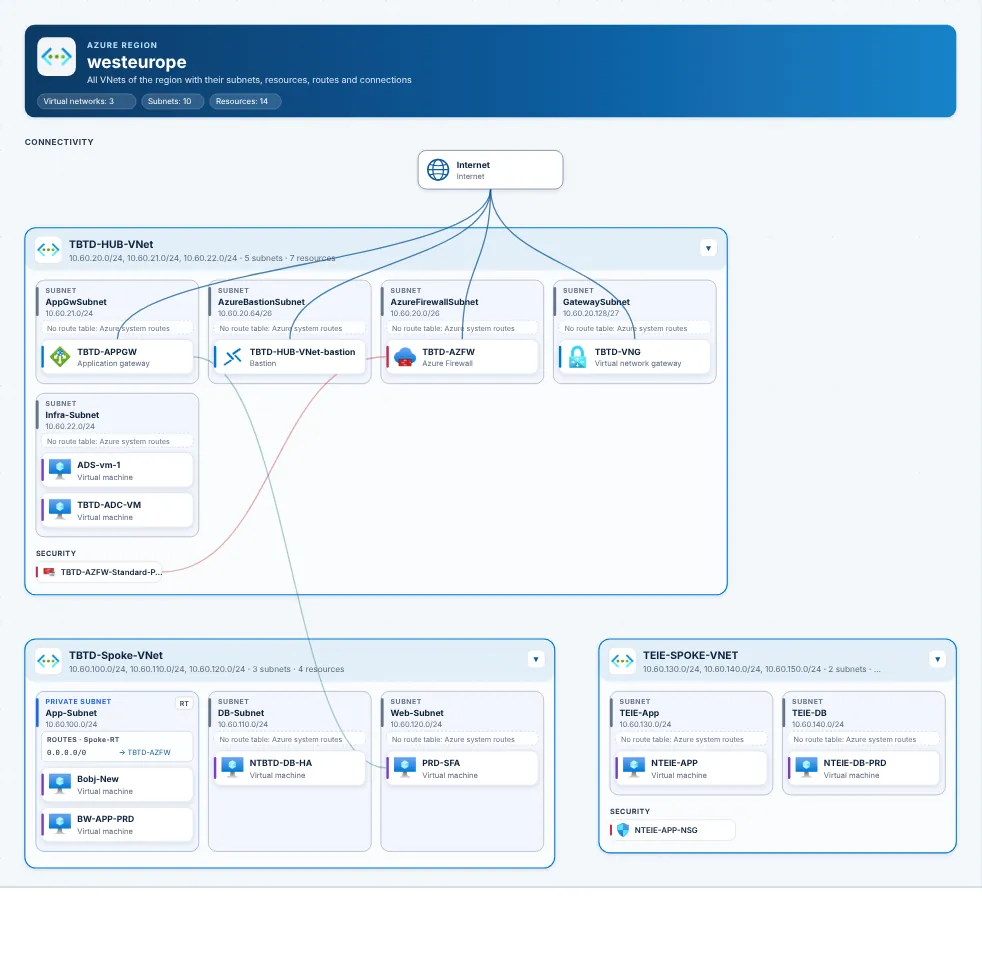 AZURE REGION
westeurope
All VNets of the region with their subnets, resources, routes and connections
Virtual networks: 3
Subnets: 10
Resources: 14
CONNECTIVITY
Internet
Internet
TBTD-HUB-VNet
10.60.20.0/24, 10.60.21.0/24, 10.60.22.0/24 · 5 subnets · 7 resources
SUBNET
AppGwSubnet
10.60.21.0/24
No route table: Azure system routes
TBTD-APPGW
Application gateway
SUBNET
AzureBastionSubnet
10.60.20.64/26
No route table: Azure system routes
TBTD-HUB-VNet-bastion
Bastion
SUBNET
AzureFirewallSubnet
10.60.20.0/26
No route table: Azure system routes
TBTD-AZFW
Azure Firewall
SUBNET
GatewaySubnet
10.60.20.128/27
No route table: Azure system routes
TBTD-VNG
Virtual network gateway
SUBNET
Infra-Subnet
10.60.22.0/24
No route table: Azure system routes
ADS-vm-1
Virtual machine
TBTD-ADC-VM
Virtual machine
SECURITY
TBTD-AZFW-Standard-P...
TBTD-Spoke-VNet
10.60.100.0/24, 10.60.110.0/24, 10.60.120.0/24 · 3 subnets · 4 resources
PRIVATE SUBNET
RT
App-Subnet
10.60.100.0/24
ROUTES · Spoke-RT
0.0.0.0/0 → TBTD-AZFW
Bobj-New
Virtual machine
BW-APP-PRD
Virtual machine
SUBNET
DB-Subnet
10.60.110.0/24
No route table: Azure system routes
NTBTD-DB-HA
Virtual machine
SUBNET
Web-Subnet
10.60.120.0/24
No route table: Azure system routes
PRD-SFA
Virtual machine
TEIE-SPOKE-VNET
10.60.130.0/24, 10.60.140.0/24, 10.60.150.0/24 · 2 subnets · ...
SUBNET
TEIE-App
10.60.130.0/24
No route table: Azure system routes
NTEIE-APP
Virtual machine
SUBNET
TEIE-DB
10.60.140.0/24
No route table: Azure system routes
NTEIE-DB-PRD
Virtual machine
SECURITY
NTEIE-APP-NSG